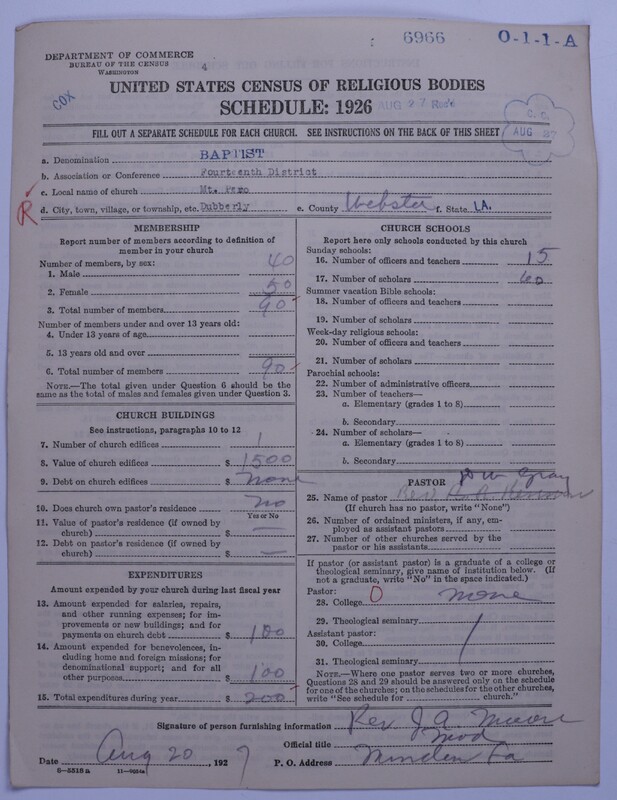 6966 O-1-1-A
DEPARTMENT OF COMMERCE
BUREAU OF THE CENSUS
WASHINGTON
4
COX
UNITED STATES CENSUS OF RELIGIOUS BODIES
SCHEDULE: 1926
AUG 27 Rec'd
C. C.
AUG 27
FILL OUT A SEPARATE SCHEDULE FOR EACH CHURCH. SEE INSTRUCTIONS ON THE BACK OF THIS SHEET
a. Denomination BAPTIST
b. Association or Conference Fourteenth District
c. Local name of church Mt. Pero
R
d. City, town, village, or township, etc. Dubberly e. County Webster f. State LA.
MEMBERSHIP
Report number of members according to definition of
member in your church
Number of members, by sex:
1. Male 40
2. Female 50
3. Total number of members 90
Number of members under and over 13 years old:
4. Under 13 years of age
5. 13 years old and over
6. Total number of members 90
NOTE.—The total given under Question 6 should be the
same as the total of males and females given under Question 3.
CHURCH BUILDINGS
See instructions, paragraphs 10 to 12
7. Number of church edifices 1
8. Value of church edifices $ 1500
9. Debt on church edifices $ none
10. Does church own pastor's residence? no
Yes or No
11. Value of pastor's residence (if owned by
church) $ —
12. Debt on pastor's residence (if owned by
church) $ —
EXPENDITURES
Amount expended by your church during last fiscal year
13. Amount expended for salaries, repairs,
and other running expenses; for im-
provements or new buildings; and for
payments on church debt $ 100
14. Amount expended for benevolences, in-
cluding home and foreign missions; for
denominational support; and for all
other purposes $ 100
15. Total expenditures during year $ 200
CHURCH SCHOOLS
Report here only schools conducted by this church
Sunday schools:
16. Number of officers and teachers 15
17. Number of scholars 60
Summer vacation Bible schools:
18. Number of officers and teachers
19. Number of scholars
Week-day religious schools:
20. Number of officers and teachers
21. Number of scholars
Parochial schools:
22. Number of administrative officers
23. Number of teachers—
a. Elementary (grades 1 to 8)
b. Secondary
24. Number of scholars—
a. Elementary (grades 1 to 8)
b. Secondary
PASTOR
Gray
25. Name of pastor Rev
(If church has no pastor, write "None")
26. Number of ordained ministers, if any, em-
ployed as assistant pastors
27. Number of other churches served by the
pastor or his assistants
If pastor (or assistant pastor) is a graduate of a college or
theological seminary, give name of institution below. (If
not a graduate, write "No" in the space indicated.)
Pastor:
28. College 0 none
29. Theological seminary
Assistant pastor:
30. College
31. Theological seminary
NOTE.—Where one pastor serves two or more churches,
Questions 28 and 29 should be answered only on the schedule
for one of the churches; on the schedules for the other churches,
write "See schedule for church."
Signature of person furnishing information Rev J. A. Moore
Official title Mod
Date Aug 20, 1927 P. O. Address Minden La
8-5518a 11-9034a